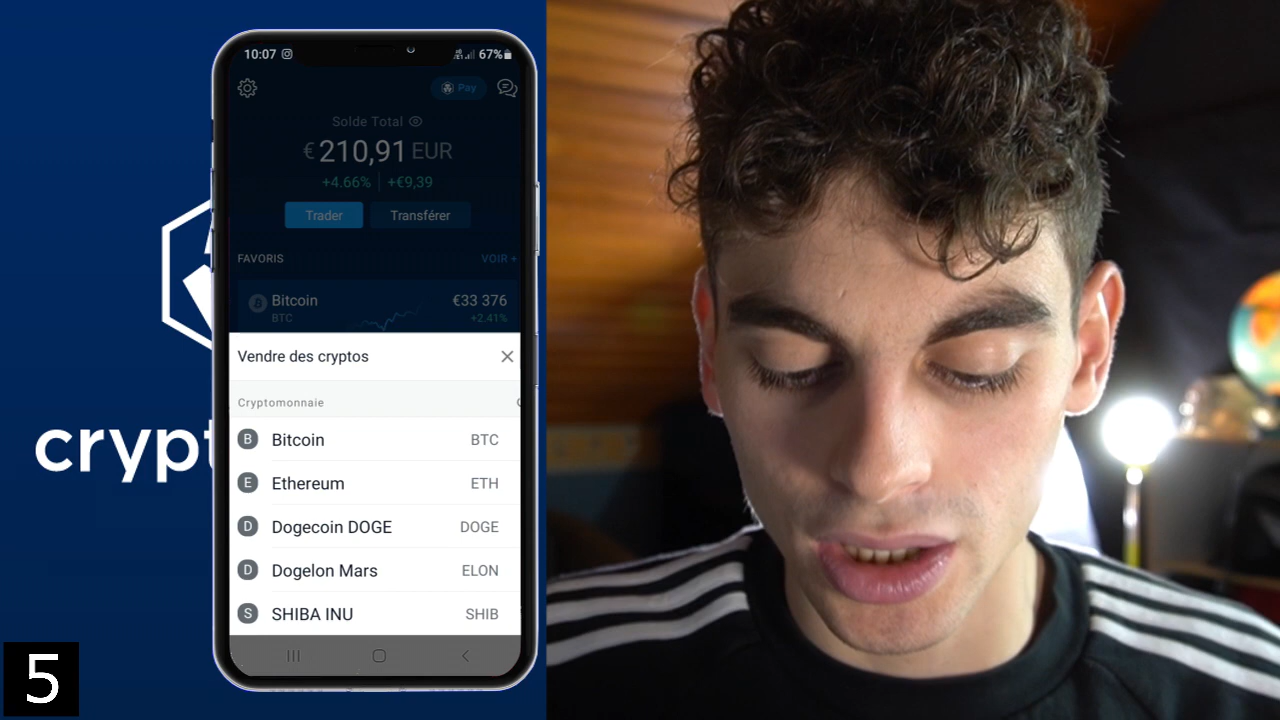 10:07 67%
Pay
Solde Total
€ 210,91 EUR
+4.66% +€9,39
Trader Transférer
FAVORIS VOIR +
Bitcoin €33 376
BTC +2.41%
Vendre des cryptos
Cryptomonnaie
B Bitcoin BTC
E Ethereum ETH
D Dogecoin DOGE DOGE
D Dogelon Mars ELON
S SHIBA INU SHIB
crypt
5